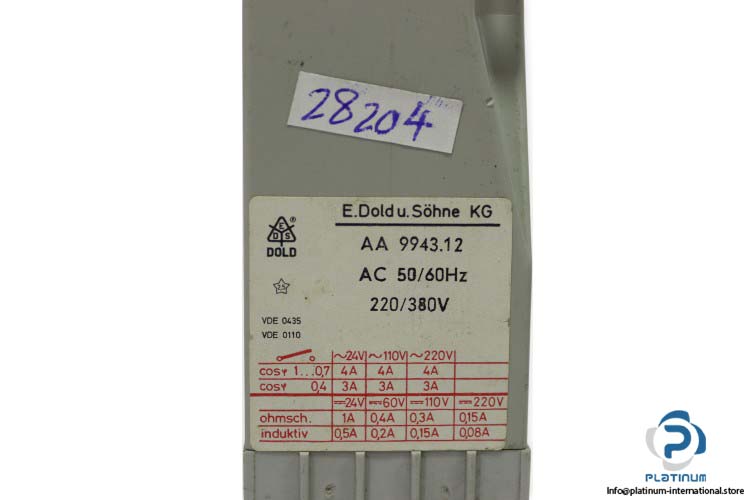 28204
E.Dold u. Söhne KG
EDS ®
DOLD
AA 9943.12
AC 50/60Hz
220/380V
VDE 0435
VDE 0110
~24V ~110V ~220V
cosφ 1...0,7 4A 4A 4A
cosφ 0,4 3A 3A 3A
⎓24V ⎓60V ⎓110V ⎓220V
ohmsch. 1A 0,4A 0,3A 0,15A
induktiv 0,5A 0,2A 0,15A 0,08A
PLATINUM
INTERNATIONAL
Info@platinum-international.store